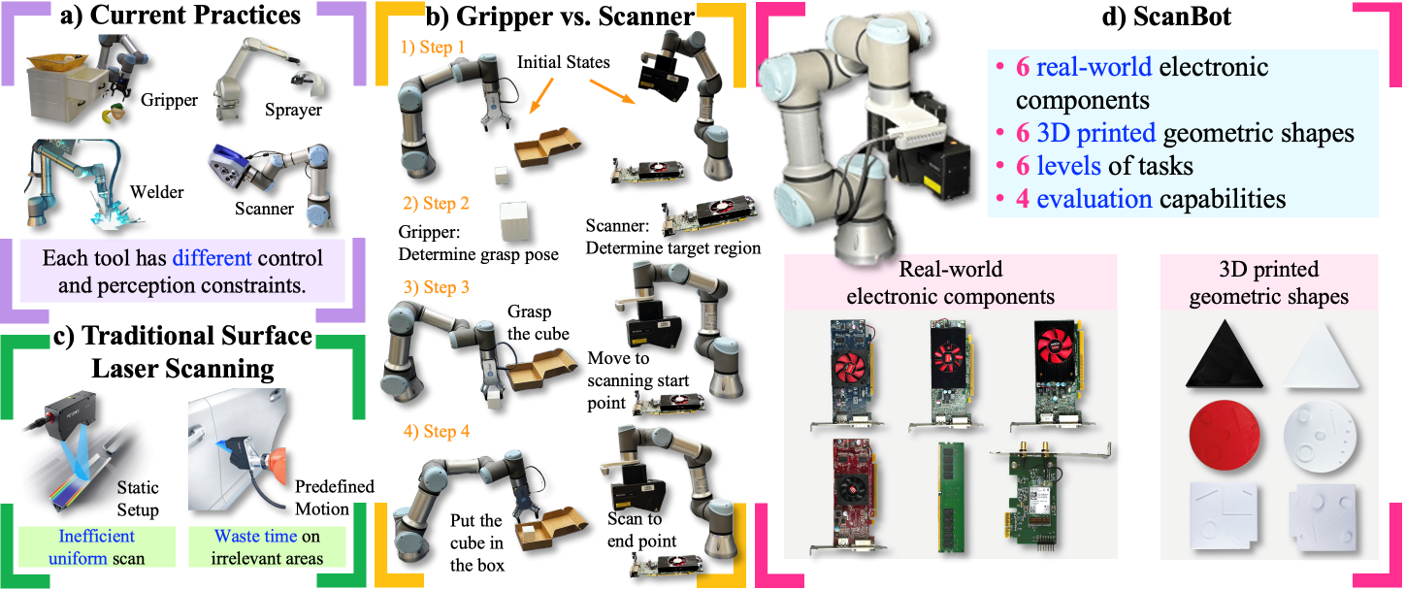 a) Current Practices
Gripper
Sprayer
Welder
Scanner
Each tool has different control
and perception constraints.
c) Traditional Surface
Laser Scanning
Static
Setup
Predefined
Motion
Inefficient
uniform scan
Waste time on
irrelevant areas
b) Gripper vs. Scanner
1) Step 1
Initial States
2) Step 2
Gripper:
Determine grasp pose
Scanner:
Determine target region
3) Step 3
Grasp
the cube
Move to
scanning start
point
4) Step 4
Put the
cube in
the box
Scan to
end point
d) ScanBot
• 6 real-world electronic
components
• 6 3D printed geometric shapes
• 6 levels of tasks
• 4 evaluation capabilities
Real-world
electronic components
3D printed
geometric shapes